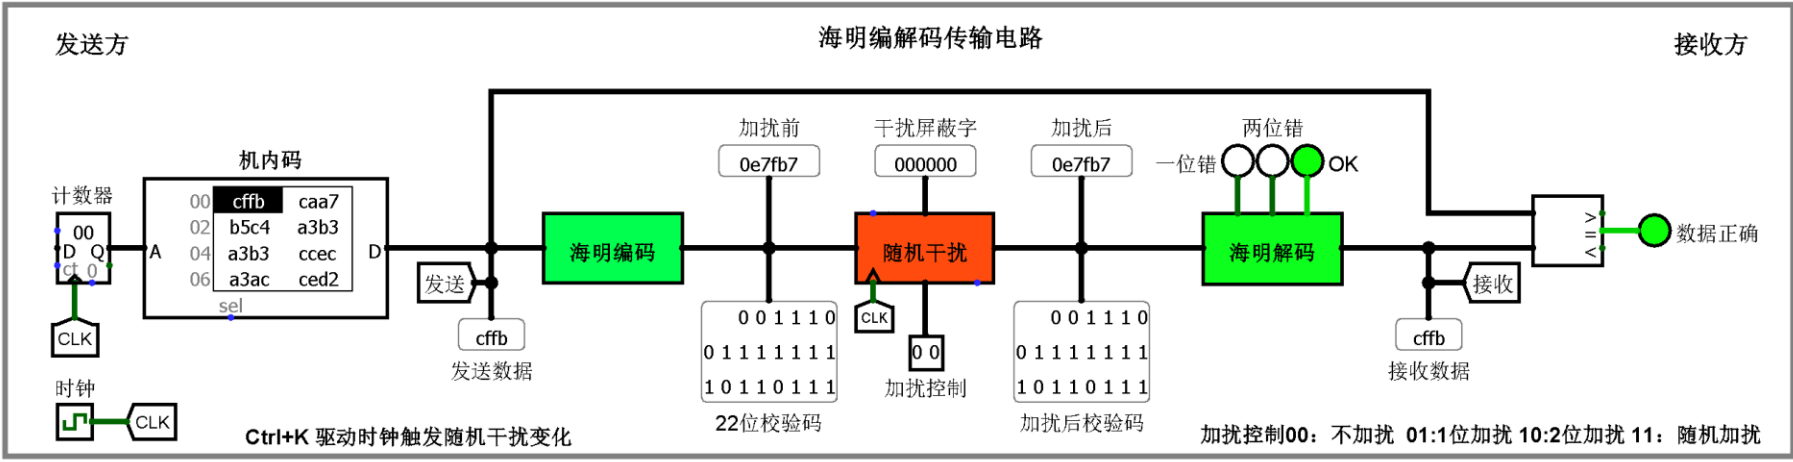 海明编解码传输电路
发送方
接收方
加扰前
干扰屏蔽字
加扰后
两位错
0e7fb7
000000
0e7fb7
一位错
OK
机内码
计数器
00
D Q
ct 0
A
00 cffb caa7
02 b5c4 a3b3
04 a3b3 ccec
06 a3ac ced2
D
sel
海明编码
随机干扰
海明解码
>
=
<
数据正确
发送
接收
CLK
CLK
cffb
发送数据
0 0 1 1 1 0
0 1 1 1 1 1 1 1
1 0 1 1 0 1 1 1
22位校验码
0 0
加扰控制
0 0 1 1 1 0
0 1 1 1 1 1 1 1
1 0 1 1 0 1 1 1
加扰后校验码
cffb
接收数据
时钟
CLK
Ctrl+K 驱动时钟触发随机干扰变化
加扰控制00：不加扰 01:1位加扰 10:2位加扰 11：随机加扰